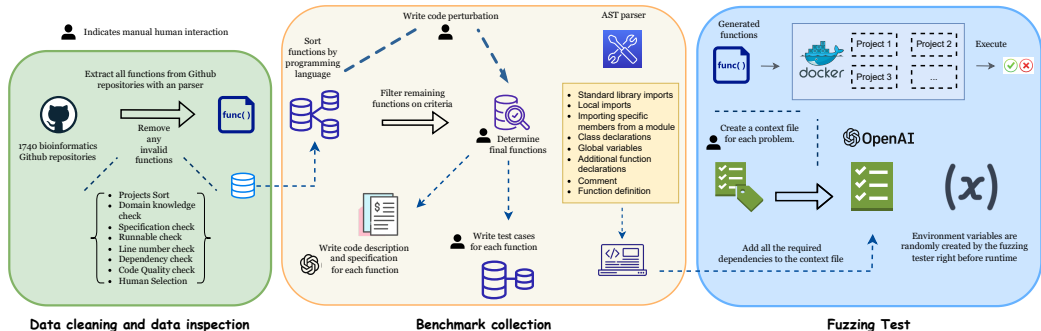 Indicates manual human interaction
Extract all functions from Github
repositories with an parser
func( )
1740 bioinformatics
Github repositories
Remove
any
invalid
functions
• Projects Sort
• Domain knowledge
check
• Specification check
• Runnable check
• Line number check
• Dependency check
• Code Quality check
• Human Selection
Data cleaning and data inspection
Write code perturbation
Sort
functions by
programming
language
Filter remaining
functions on criteria
Determine
final functions
Write code description
and specification
for each function
Write test cases
for each function
AST parser
• Standard library imports
• Local imports
• Importing specific
members from a module
• Class declarations
• Global variables
• Additional function
declarations
• Comment
• Function definition
Benchmark collection
Generated
functions
func( )
docker
Project 1
Project 2
Project 3
...
Execute
Create a context file
for each problem.
OpenAI
(x)
Add all the required
dependencies to the context file
Environment variables are
randomly created by the fuzzing
tester right before runtime
Fuzzing Test